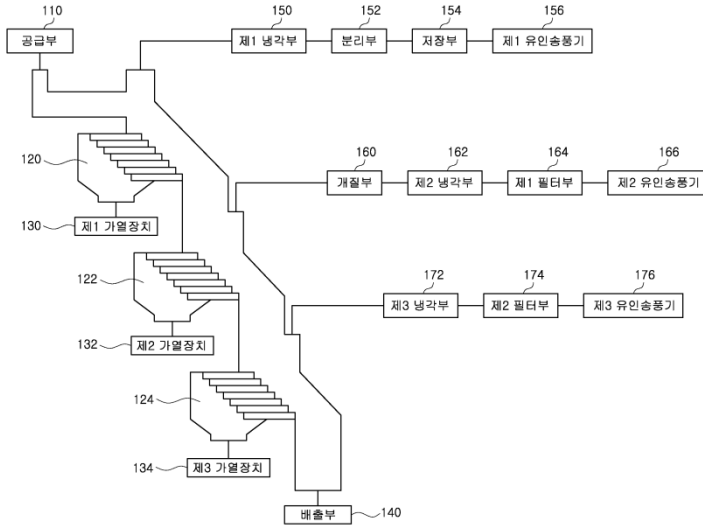 110
공급부
150
152
154
156
제1 냉각부
분리부
저장부
제1 유인송풍기
120
130
제1 가열장치
160
162
164
166
개질부
제2 냉각부
제1 필터부
제2 유인송풍기
122
132
제2 가열장치
172
174
176
제3 냉각부
제2 필터부
제3 유인송풍기
124
134
제3 가열장치
배출부
140